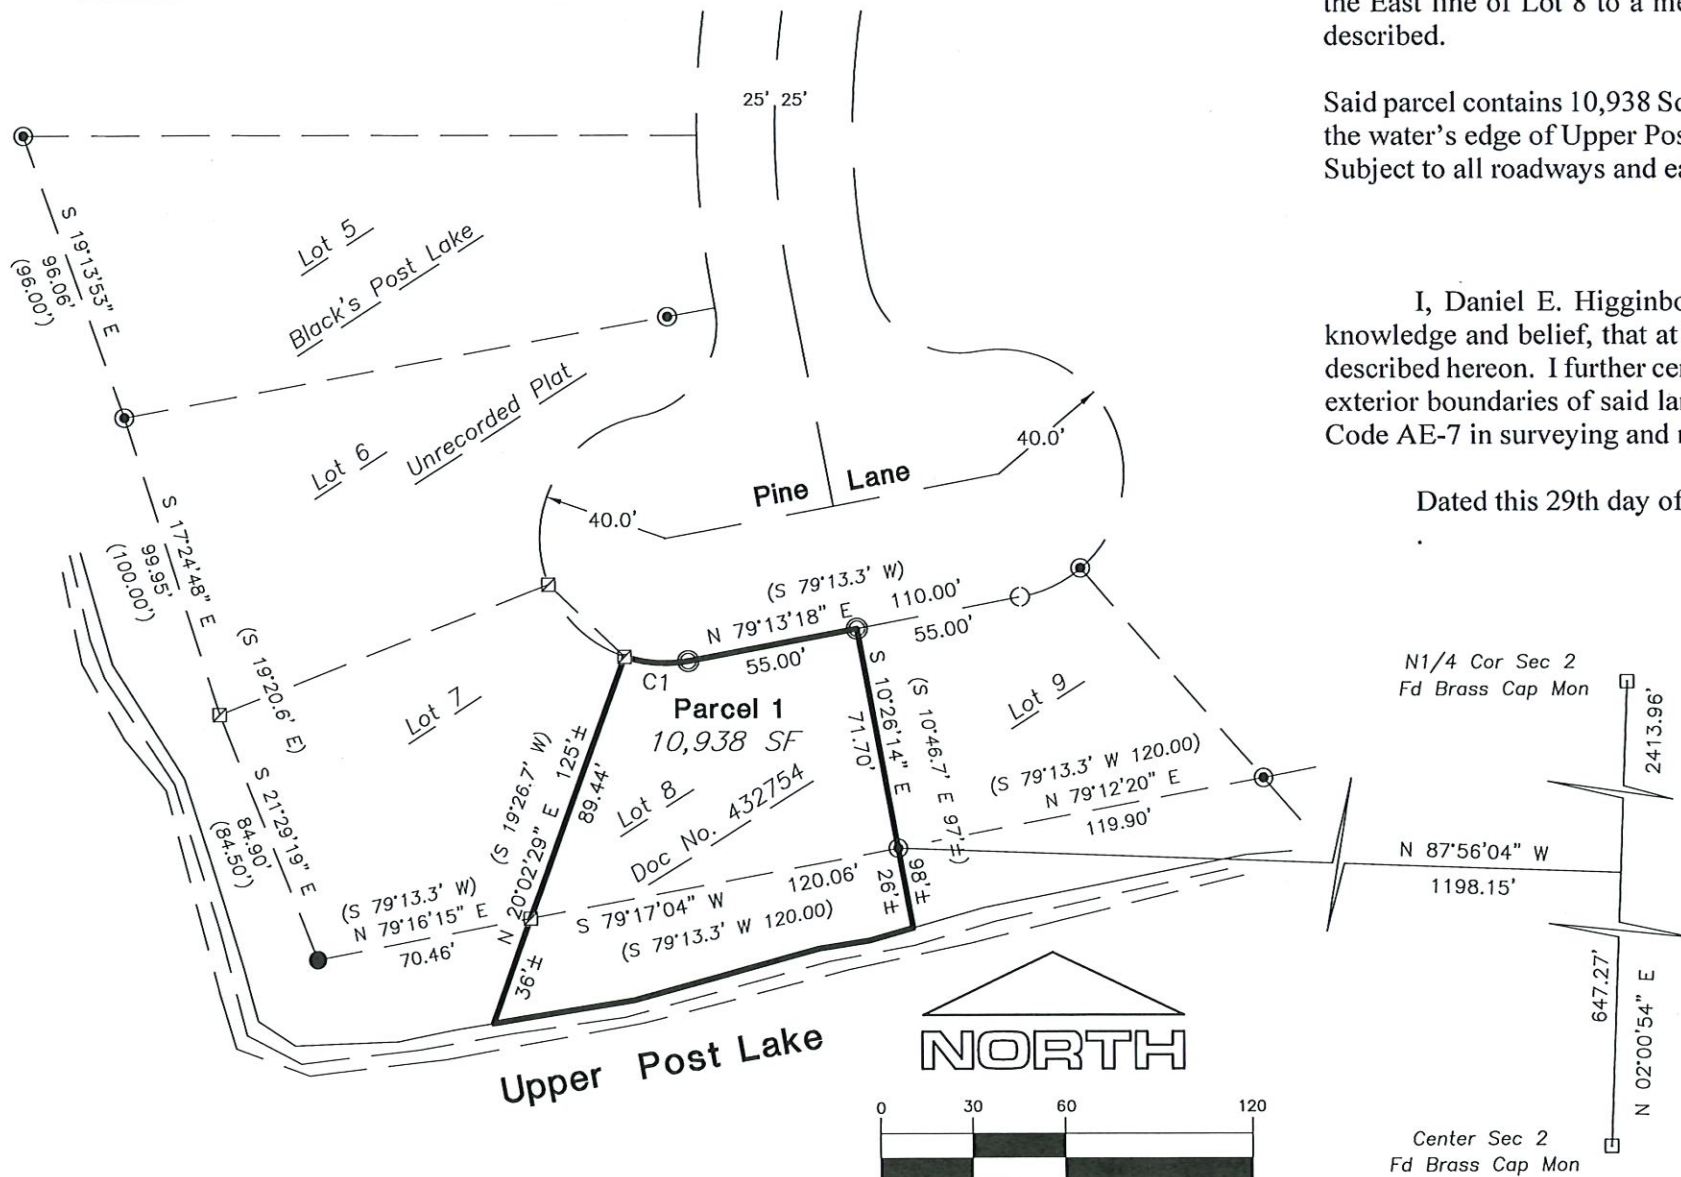 the East line of Lot 8 to a me
described.
Said parcel contains 10,938 Sq
the water's edge of Upper Pos
Subject to all roadways and ea
I, Daniel E. Higginbo
knowledge and belief, that at
described hereon. I further cer
exterior boundaries of said lan
Code AE-7 in surveying and m
Dated this 29th day of
25' 25'
S 19°13'53" E
96.06'
(96.00')
Lot 5
Black's Post Lake
Lot 6
Unrecorded Plat
S 17°24'48" E
99.95'
(100.00')
40.0'
Pine Lane
40.0'
(S 79°13.3' W)
110.00'
N 79°13'18" E
55.00'
55.00'
C1
(S 19°20.6' E)
Lot 7
S 21°29'19" E
84.90'
(84.50')
Parcel 1
10,938 SF
Lot 8
Doc No. 432754
(S 19°26.7' W)
N 20°02'29" E 125'±
89.44'
36'±
S 10°26'14" E
71.70'
(S 10°46.7' E 97'±)
98'±
26'±
Lot 9
(S 79°13.3' W 120.00)
N 79°12'20" E
119.90'
(S 79°13.3' W)
N 79°16'15" E
70.46'
120.06'
S 79°17'04" W
(S 79°13.3' W 120.00)
Upper Post Lake
NORTH
0 30 60 120
N1/4 Cor Sec 2
Fd Brass Cap Mon
2413.96'
N 87°56'04" W
1198.15'
647.27'
N 02°00'54" E
Center Sec 2
Fd Brass Cap Mon